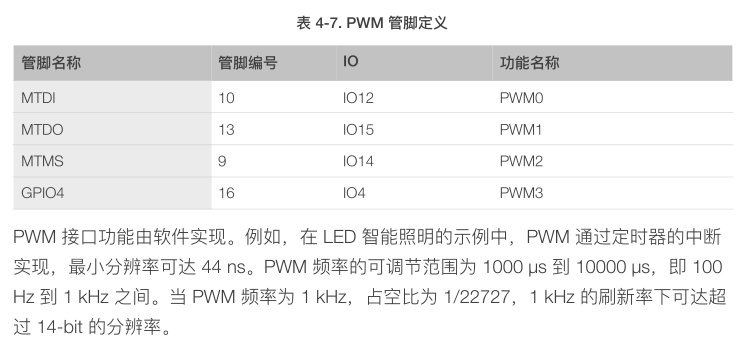 表 4-7. PWM 管脚定义
管脚名称 管脚编号 IO 功能名称
MTDI 10 IO12 PWM0
MTDO 13 IO15 PWM1
MTMS 9 IO14 PWM2
GPIO4 16 IO4 PWM3
PWM 接口功能由软件实现。例如，在 LED 智能照明的示例中，PWM 通过定时器的中断
实现，最小分辨率可达 44 ns。PWM 频率的可调节范围为 1000 μs 到 10000 μs，即 100
Hz 到 1 kHz 之间。当 PWM 频率为 1 kHz，占空比为 1/22727，1 kHz 的刷新率下可达超
过 14-bit 的分辨率。